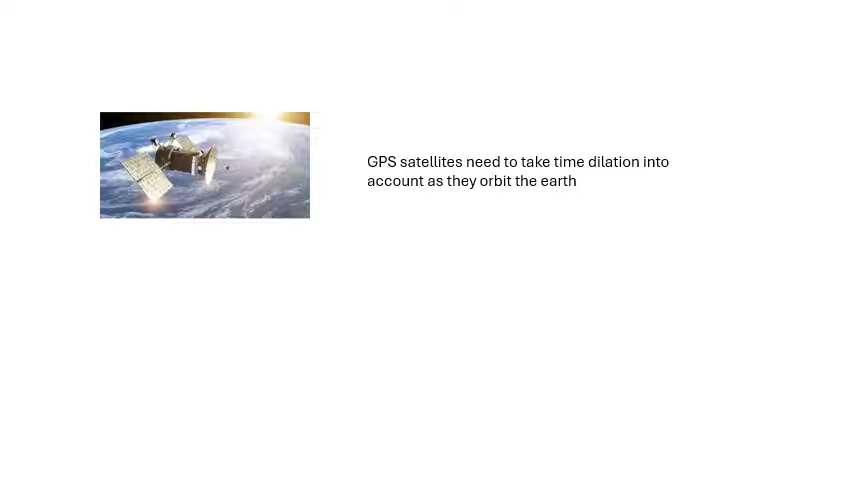 GPS satellites need to take time dilation into
account as they orbit the earth